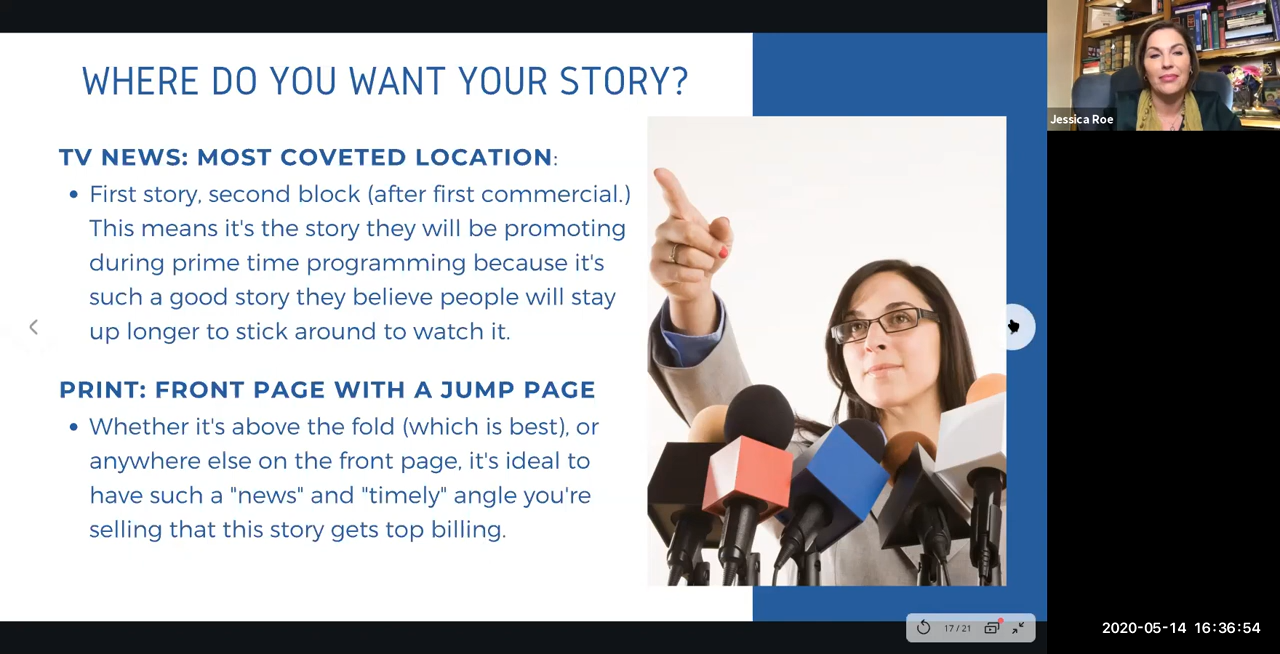 WHERE DO YOU WANT YOUR STORY?
TV NEWS: MOST COVETED LOCATION:
• First story, second block (after first commercial.)
This means it's the story they will be promoting
during prime time programming because it's
such a good story they believe people will stay
up longer to stick around to watch it.
PRINT: FRONT PAGE WITH A JUMP PAGE
• Whether it's above the fold (which is best), or
anywhere else on the front page, it's ideal to
have such a "news" and "timely" angle you're
selling that this story gets top billing.
17 / 21
Jessica Roe
2020-05-14 16:36:54